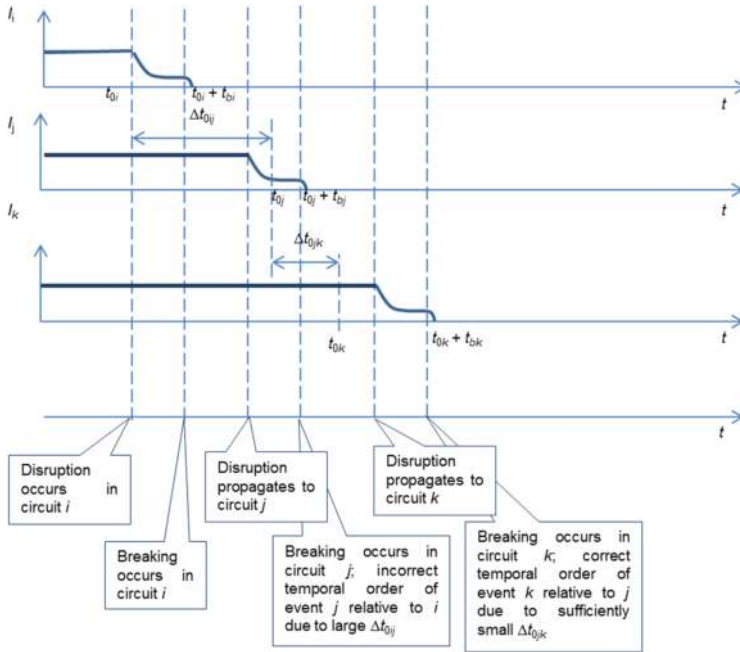 I_i
t_0i
t_0i + t_bi
t
Δt_0ij
I_j
t_0j
t_0j + t_bj
t
I_k
Δt_0jk
t_0k
t_0k + t_bk
t
t
Disruption
occurs in
circuit i
Breaking
occurs in
circuit i
Disruption
propagates to
circuit j
Breaking occurs in
circuit j; incorrect
temporal order of
event j relative to i
due to large Δt_0ij
Disruption
propagates to
circuit k
Breaking occurs in
circuit k; correct
temporal order of
event k relative to j
due to sufficiently
small Δt_0jk